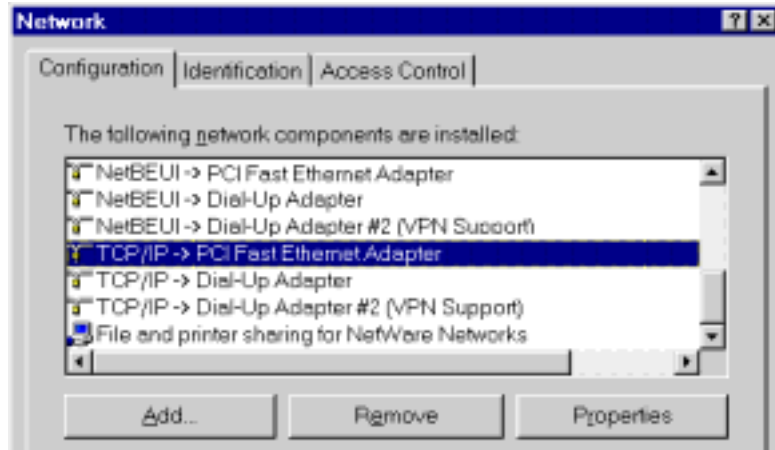 Network ? ×
Configuration Identification Access Control
The following network components are installed:
NetBEUI -> PCI Fast Ethernet Adapter
NetBEUI -> Dial-Up Adapter
NetBEUI -> Dial-Up Adapter #2 (VPN Support)
TCP/IP -> PCI Fast Ethernet Adapter
TCP/IP -> Dial-Up Adapter
TCP/IP -> Dial-Up Adapter #2 (VPN Support)
File and printer sharing for NetWare Networks
Add... Remove Properties